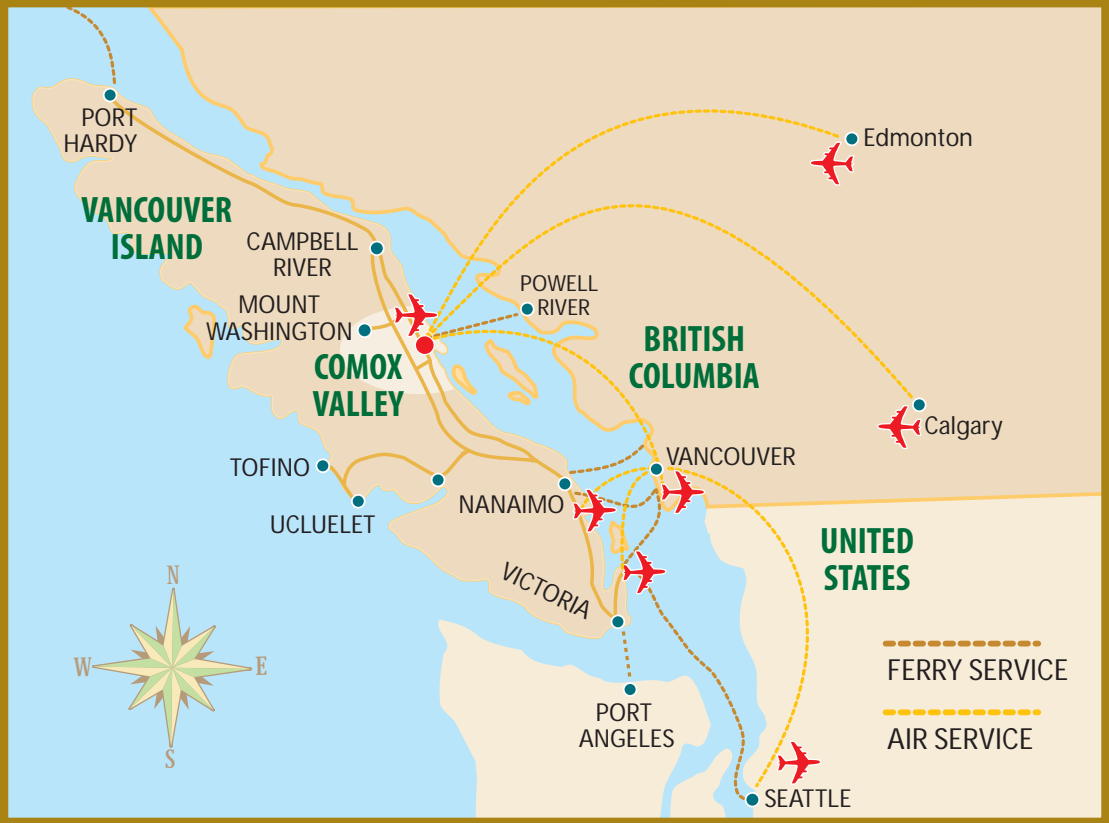 PORT
HARDY
Edmonton
VANCOUVER
ISLAND
CAMPBELL
RIVER
POWELL
RIVER
MOUNT
WASHINGTON
BRITISH
COLUMBIA
COMOX
VALLEY
Calgary
TOFINO
VANCOUVER
NANAIMO
UCLUELET
UNITED
STATES
VICTORIA
N
W
E
S
FERRY SERVICE
PORT
ANGELES
AIR SERVICE
SEATTLE